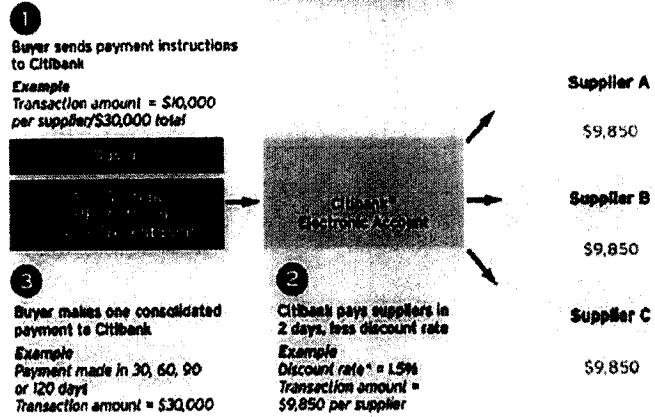 1
Buyer sends payment instructions
to Citibank
Example
Transaction amount = $10,000
per supplier/$30,000 total
Citibank®
Electronic Account
Supplier A
$9,850
Supplier B
$9,850
Supplier C
$9,850
3
Buyer makes one consolidated
payment to Citibank
Example
Payment made in 30, 60, 90
or 120 days
Transaction amount = $30,000
2
Citibank pays suppliers in
2 days, less discount rate
Example
Discount rate* = 1.5%
Transaction amount =
$9,850 per supplier